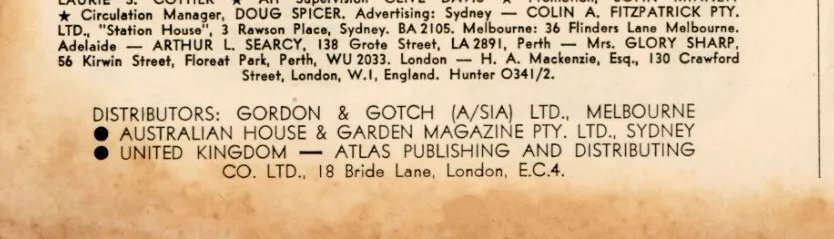 ★ Circulation Manager, DOUG SPICER. Advertising: Sydney — COLIN A. FITZPATRICK PTY.
LTD., "Station House", 3 Rawson Place, Sydney. BA 2105. Melbourne: 36 Flinders Lane Melbourne.
Adelaide — ARTHUR L. SEARCY, 138 Grote Street, LA 2891, Perth — Mrs. GLORY SHARP,
56 Kirwin Street, Floreat Park, Perth, WU 2033. London — H. A. Mackenzie, Esq., 130 Crawford
Street, London, W.1, England. Hunter O341/2.
DISTRIBUTORS: GORDON & GOTCH (A/SIA) LTD., MELBOURNE
● AUSTRALIAN HOUSE & GARDEN MAGAZINE PTY. LTD., SYDNEY
● UNITED KINGDOM — ATLAS PUBLISHING AND DISTRIBUTING
CO. LTD., 18 Bride Lane, London, E.C.4.